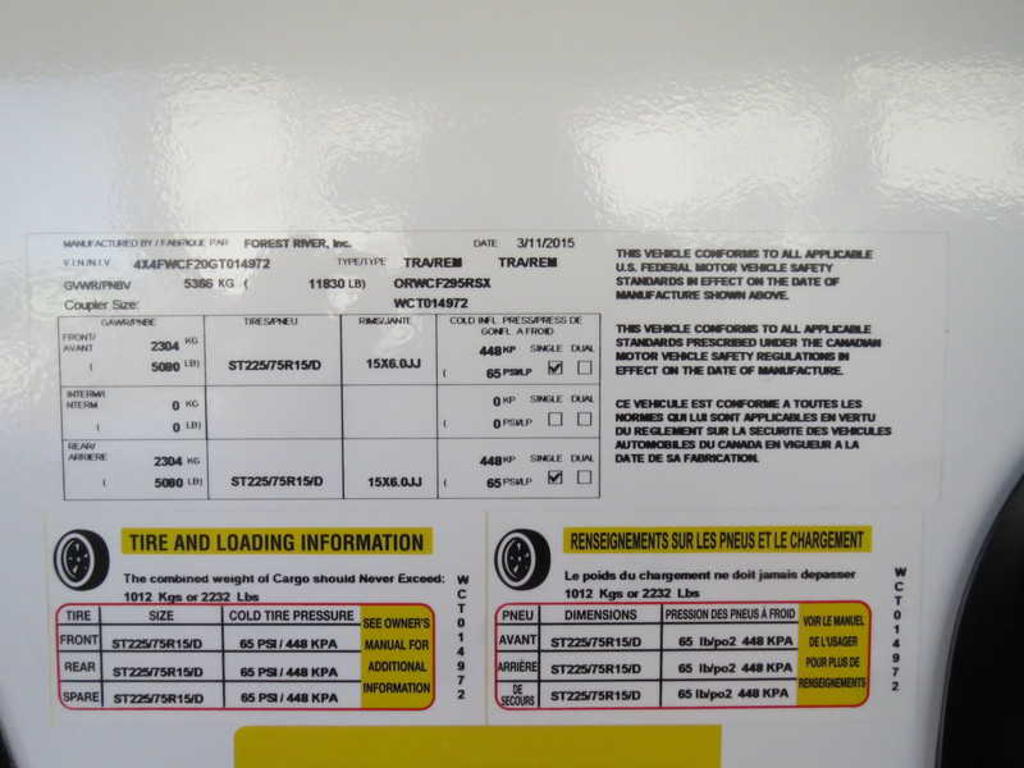 MANUFACTURED BY / FABRIQUE PAR FOREST RIVER, Inc. DATE 3/11/2015
V.I.N/N.I.V 4X4FWCF20GT014972 TYPE/TYPE TRA/REM TRA/REM
GVWR/PNBV 5366 KG ( 11830 LB) ORWCF295RSX
Coupler Size: WCT014972
GAWR/PNBE TIRES/PNEU RIMS/JANTE COLD INFL. PRESS/PRESS DE
GONFL. A FROID
FRONT/
AVANT 2304 KG 448 KP SINGLE DUAL
( 5080 LB) ST225/75R15/D 15X6.0JJ ( 65 PSI/LP
INTERM/
INTERM 0 KG 0 KP SINGLE DUAL
( 0 LB) ( 0 PSI/LP
REAR/
ARRIERE 2304 KG 448 KP SINGLE DUAL
( 5080 LB) ST225/75R15/D 15X6.0JJ ( 65 PSI/LP
THIS VEHICLE CONFORMS TO ALL APPLICABLE
U.S. FEDERAL MOTOR VEHICLE SAFETY
STANDARDS IN EFFECT ON THE DATE OF
MANUFACTURE SHOWN ABOVE.
THIS VEHICLE CONFORMS TO ALL APPLICABLE
STANDARDS PRESCRIBED UNDER THE CANADIAN
MOTOR VEHICLE SAFETY REGULATIONS IN
EFFECT ON THE DATE OF MANUFACTURE.
CE VEHICULE EST CONFORME A TOUTES LES
NORMES QUI LUI SONT APPLICABLES EN VERTU
DU REGLEMENT SUR LA SECURITE DES VEHICULES
AUTOMOBILES DU CANADA EN VIGUEUR A LA
DATE DE SA FABRICATION.
TIRE AND LOADING INFORMATION
The combined weight of Cargo should Never Exceed:
1012 Kgs or 2232 Lbs
TIRE SIZE COLD TIRE PRESSURE
FRONT ST225/75R15/D 65 PSI / 448 KPA
REAR ST225/75R15/D 65 PSI / 448 KPA
SPARE ST225/75R15/D 65 PSI / 448 KPA
SEE OWNER'S
MANUAL FOR
ADDITIONAL
INFORMATION
WCT014972
RENSEIGNEMENTS SUR LES PNEUS ET LE CHARGEMENT
Le poids du chargement ne doit jamais depasser
1012 Kgs or 2232 Lbs
PNEU DIMENSIONS PRESSION DES PNEUS À FROID
AVANT ST225/75R15/D 65 lb/po2 448 KPA
ARRIÈRE ST225/75R15/D 65 lb/po2 448 KPA
DE
SECOURS ST225/75R15/D 65 lb/po2 448 KPA
VOIR LE MANUEL
DE L'USAGER
POUR PLUS DE
RENSEIGNEMENTS
WCT014972